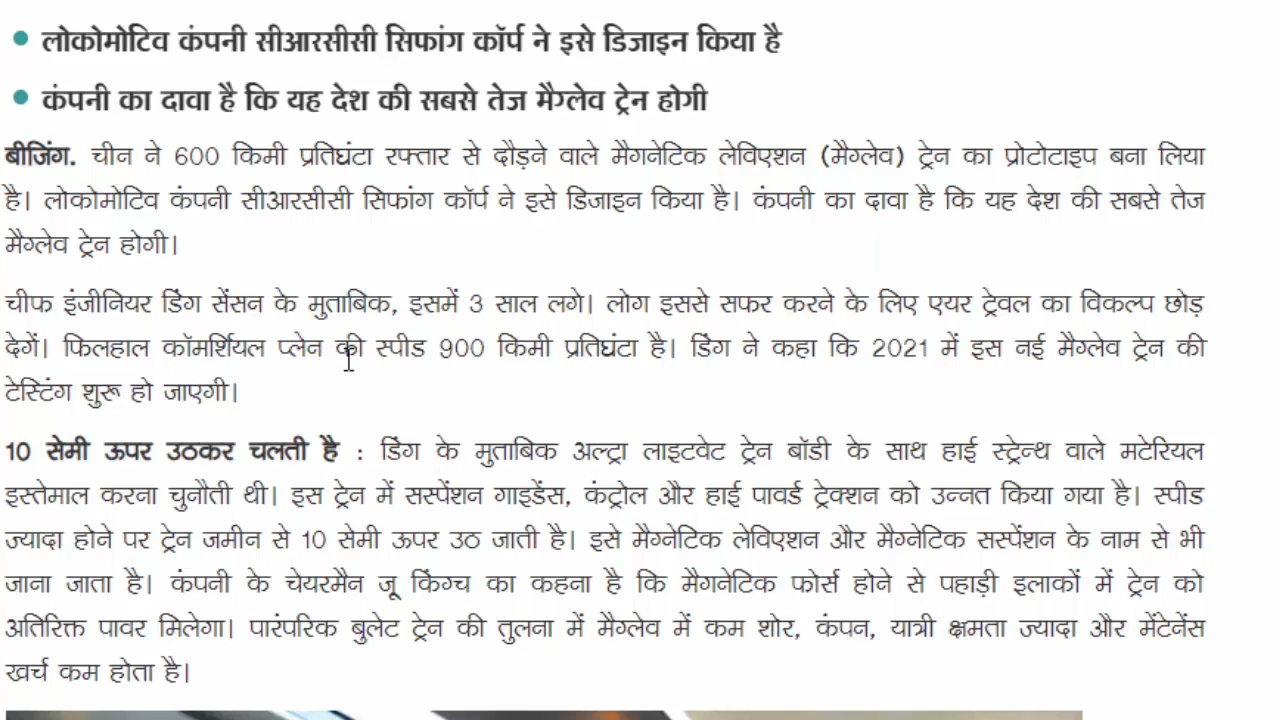 लोकोमोटिव कंपनी सीआरसीसी सिफांग कॉर्प ने इसे डिजाइन किया है
कंपनी का दावा है कि यह देश की सबसे तेज मैग्लेव ट्रेन होगी
बीजिंग. चीन ने 600 किमी प्रतिघंटा रफ्तार से दौड़ने वाले मैगनेटिक लेविएशन (मैग्लेव) ट्रेन का प्रोटोटाइप बना लिया
है। लोकोमोटिव कंपनी सीआरसीसी सिफांग कॉर्प ने इसे डिजाइन किया है। कंपनी का दावा है कि यह देश की सबसे तेज
मैग्लेव ट्रेन होगी।
चीफ इंजीनियर डिंग सेंसन के मुताबिक, इसमें 3 साल लगे। लोग इससे सफर करने के लिए एयर ट्रेवल का विकल्प छोड़
देगें। फिलहाल कॉमर्शियल प्लेन की स्पीड 900 किमी प्रतिघंटा है। डिंग ने कहा कि 2021 में इस नई मैग्लेव ट्रेन की
टेस्टिंग शुरू हो जाएगी।
10 सेमी ऊपर उठकर चलती है : डिंग के मुताबिक अल्ट्रा लाइटवेट ट्रेन बॉडी के साथ हाई स्ट्रेन्थ वाले मटेरियल
इस्तेमाल करना चुनौती थी। इस ट्रेन में सस्पेंशन गाइडेंस, कंट्रोल और हाई पावर्ड ट्रेक्शन को उन्नत किया गया है। स्पीड
ज्यादा होने पर ट्रेन जमीन से 10 सेमी ऊपर उठ जाती है। इसे मैग्नेटिक लेविएशन और मैग्नेटिक सस्पेंशन के नाम से भी
जाना जाता है। कंपनी के चेयरमैन जू किंग्च का कहना है कि मैगनेटिक फोर्स होने से पहाड़ी इलाकों में ट्रेन को
अतिरिक्त पावर मिलेगा। पारंपरिक बुलेट ट्रेन की तुलना में मैग्लेव में कम शोर, कंपन, यात्री क्षमता ज्यादा और मेंटेनेंस
खर्च कम होता है।